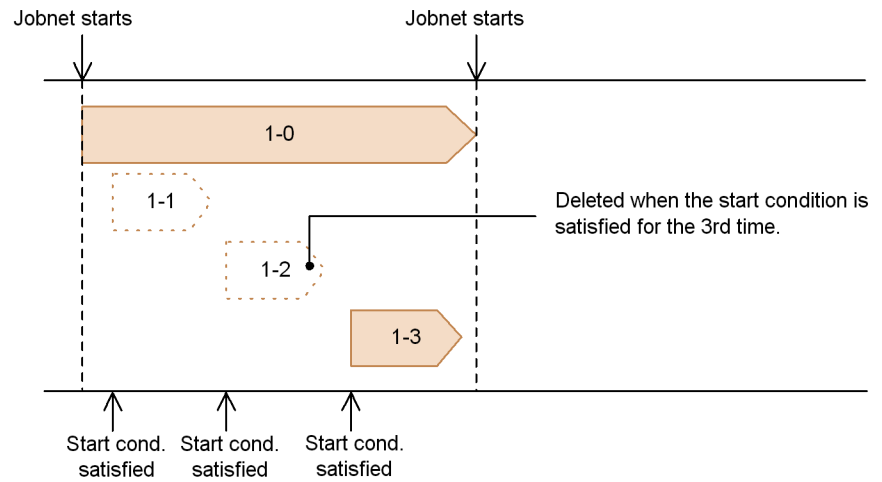 Jobnet starts
Jobnet starts
1-0
1-1
Deleted when the start condition is
satisfied for the 3rd time.
1-2
1-3
Start cond.
satisfied
Start cond.
satisfied
Start cond.
satisfied